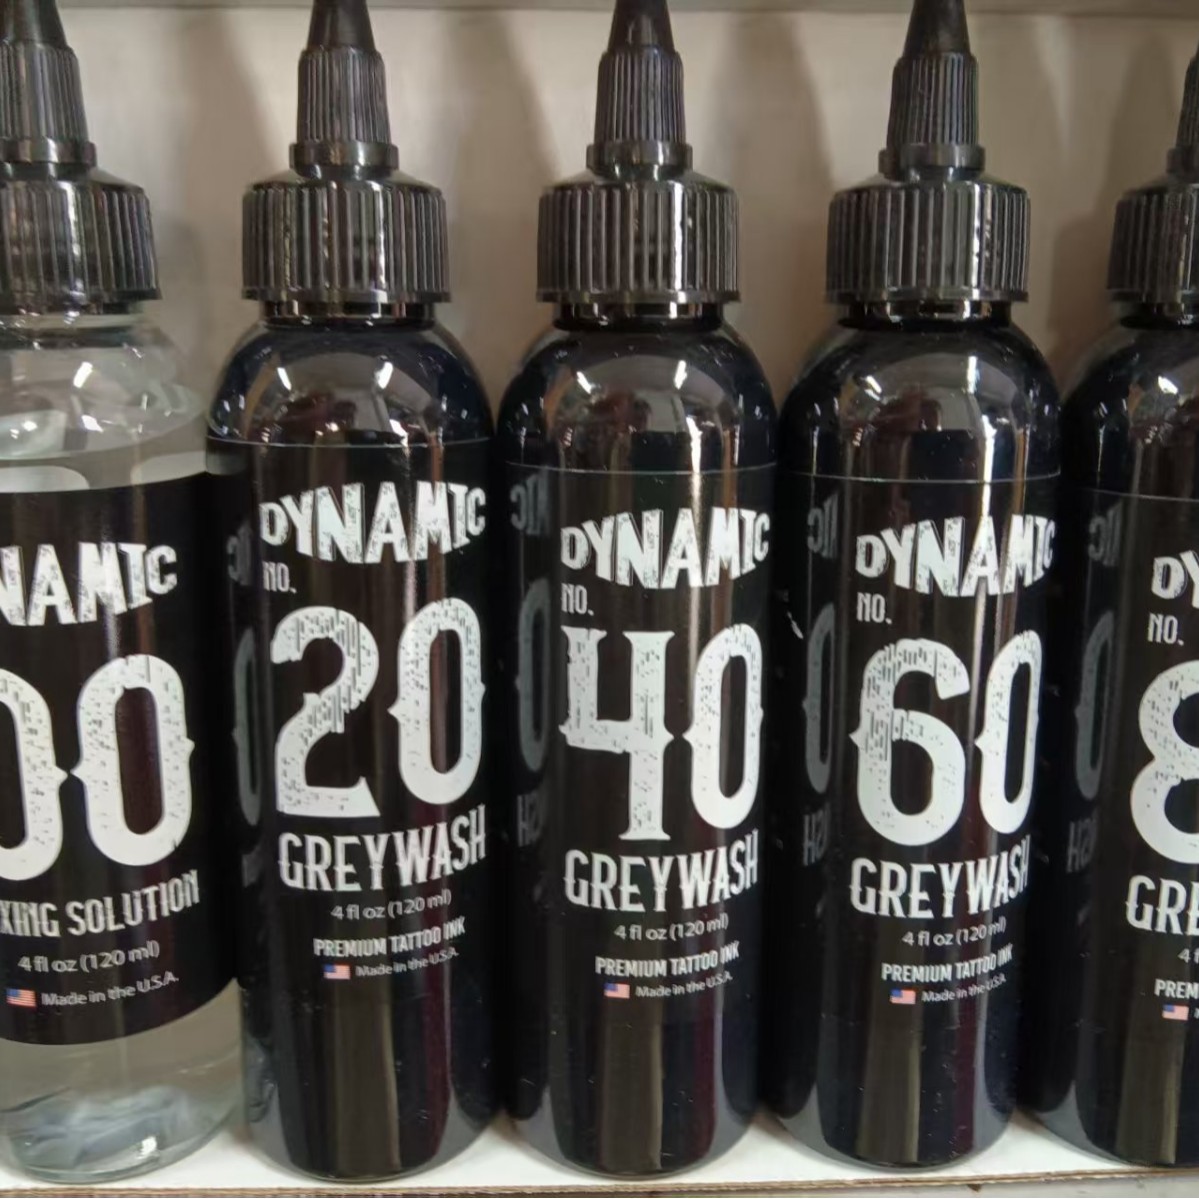 NAMIC
00
XING SOLUTION
4 fl oz (120 ml)
Made in the U.S.A.
DYNAMIC
NO.
20
GREYWASH
4 fl oz (120 ml)
PREMIUM TATTOO INK
Made in the U.S.A.
DYNAMIC
NO.
40
GREYWASH
4 fl oz (120 ml)
PREMIUM TATTOO INK
Made in the U.S.A.
DYNAMIC
NO.
60
GREYWASH
4 fl oz (120 ml)
PREMIUM TATTOO INK
Made in the U.S.A.
DY
NO.
8
GRE
4 f
PREM